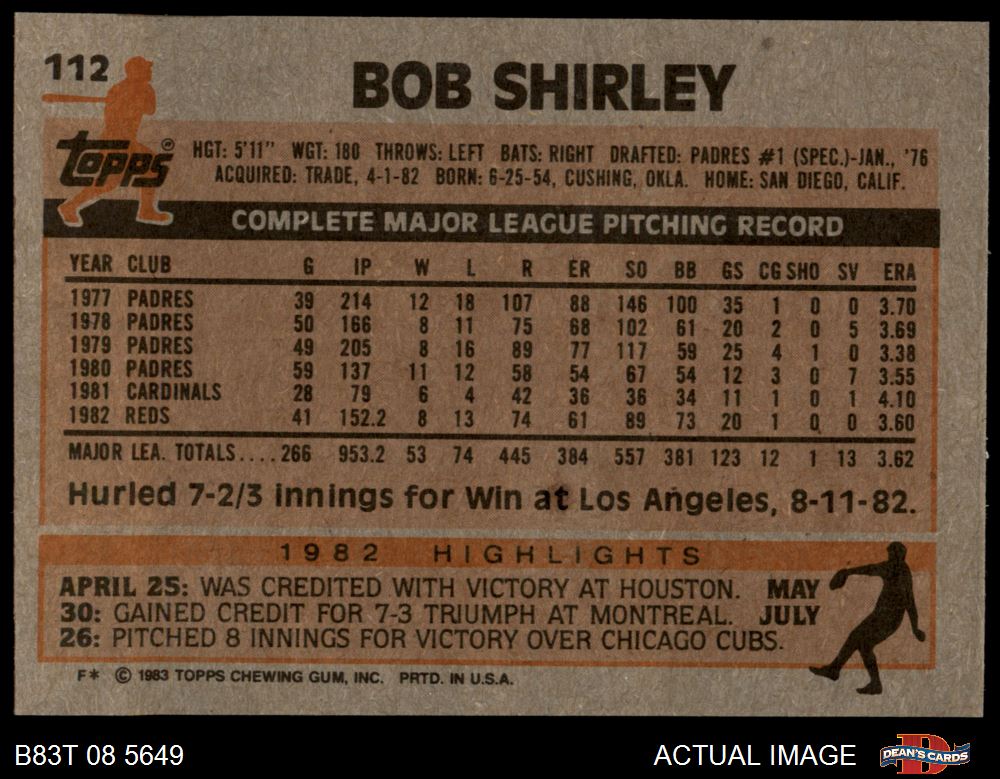 112
BOB SHIRLEY
topps®
HGT: 5'11" WGT: 180 THROWS: LEFT BATS: RIGHT DRAFTED: PADRES #1 (SPEC.)-JAN., '76
ACQUIRED: TRADE, 4-1-82 BORN: 6-25-54, CUSHING, OKLA. HOME: SAN DIEGO, CALIF.
COMPLETE MAJOR LEAGUE PITCHING RECORD
YEAR CLUB G IP W L R ER SO BB GS CG SHO SV ERA
1977 PADRES 39 214 12 18 107 88 146 100 35 1 0 0 3.70
1978 PADRES 50 166 8 11 75 68 102 61 20 2 0 5 3.69
1979 PADRES 49 205 8 16 89 77 117 59 25 4 1 0 3.38
1980 PADRES 59 137 11 12 58 54 67 54 12 3 0 7 3.55
1981 CARDINALS 28 79 6 4 42 36 36 34 11 1 0 1 4.10
1982 REDS 41 152.2 8 13 74 61 89 73 20 1 0 0 3.60
MAJOR LEA. TOTALS.... 266 953.2 53 74 445 384 557 381 123 12 1 13 3.62
Hurled 7-2/3 innings for Win at Los Angeles, 8-11-82.
1982 HIGHLIGHTS
APRIL 25: WAS CREDITED WITH VICTORY AT HOUSTON. MAY
30: GAINED CREDIT FOR 7-3 TRIUMPH AT MONTREAL. JULY
26: PITCHED 8 INNINGS FOR VICTORY OVER CHICAGO CUBS.
F* © 1983 TOPPS CHEWING GUM, INC. PRTD. IN U.S.A.
B83T 08 5649 ACTUAL IMAGE D DEAN'S CARDS